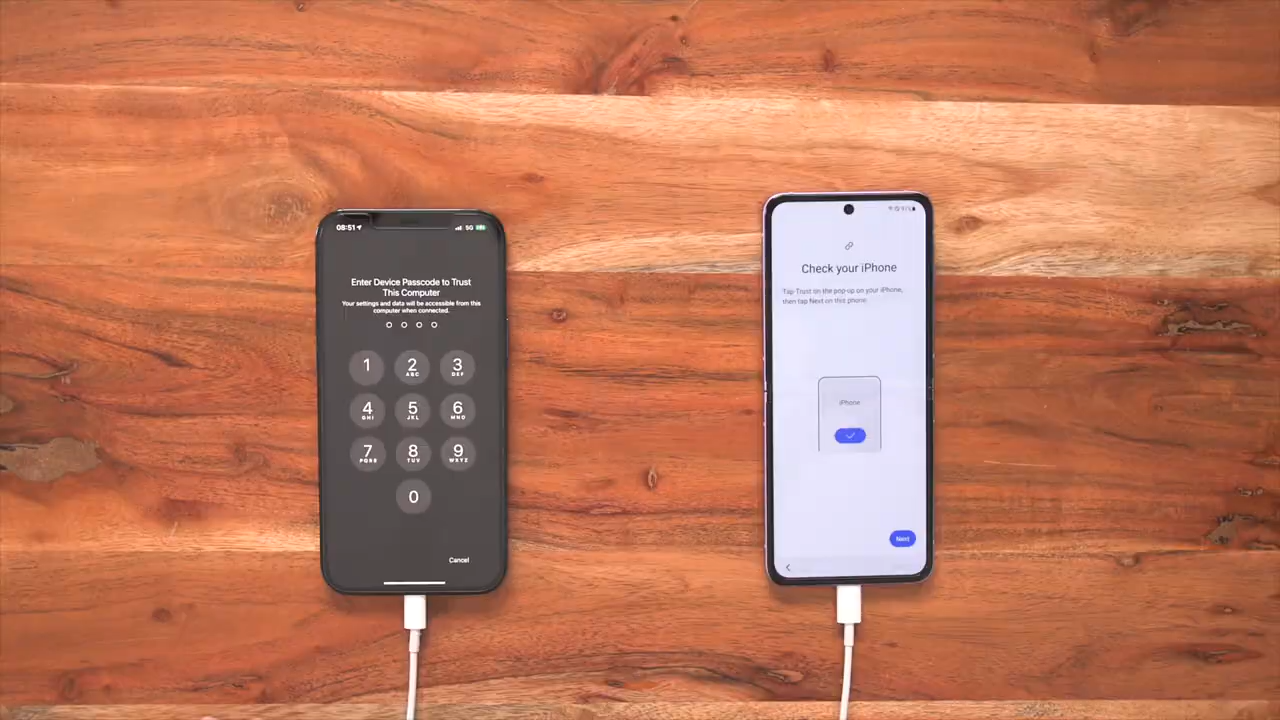 08:51
5G
Enter Device Passcode to Trust
This Computer
Your settings and data will be accessible from this
computer when connected.
1
2
ABC
3
DEF
4
GHI
5
JKL
6
MNO
7
PQRS
8
TUV
9
WXYZ
0
Cancel
Check your iPhone
Tap Trust on the pop-up on your iPhone,
then tap Next on this phone.
iPhone
Next